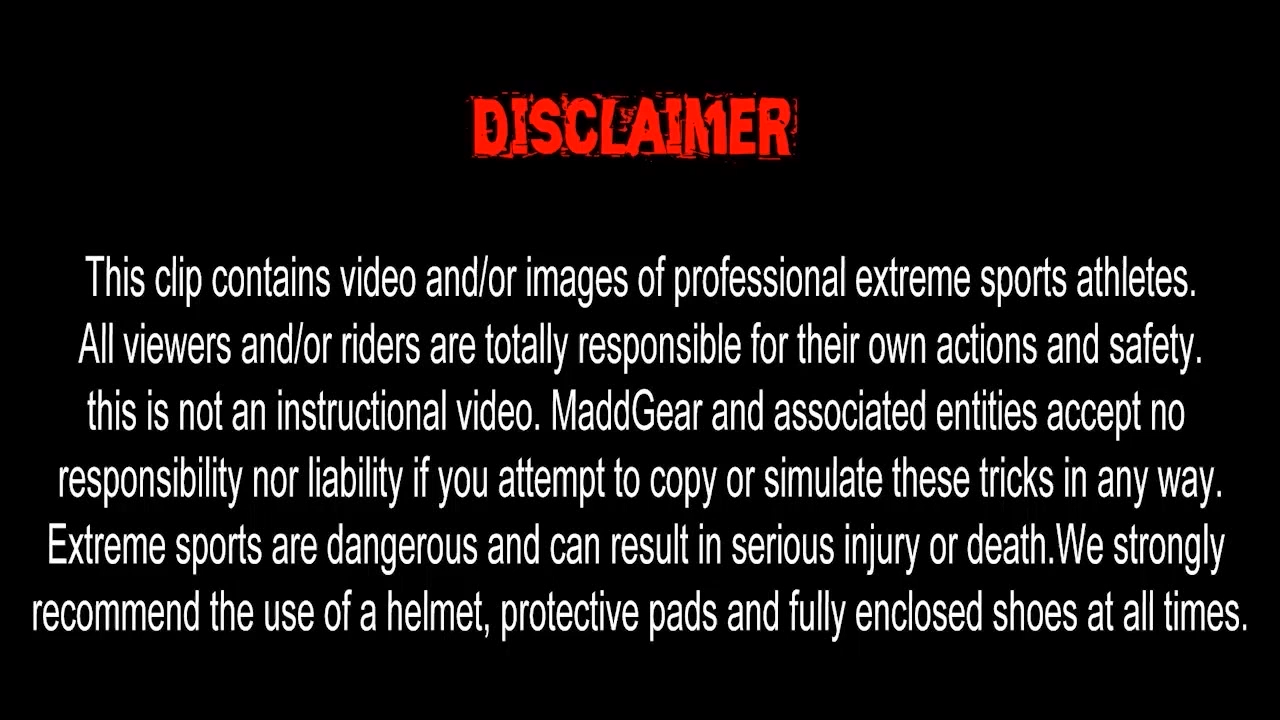 DISCLAIMER
This clip contains video and/or images of professional extreme sports athletes.
All viewers and/or riders are totally responsible for their own actions and safety.
this is not an instructional video. MaddGear and associated entities accept no
responsibility nor liability if you attempt to copy or simulate these tricks in any way.
Extreme sports are dangerous and can result in serious injury or death.We strongly
recommend the use of a helmet, protective pads and fully enclosed shoes at all times.